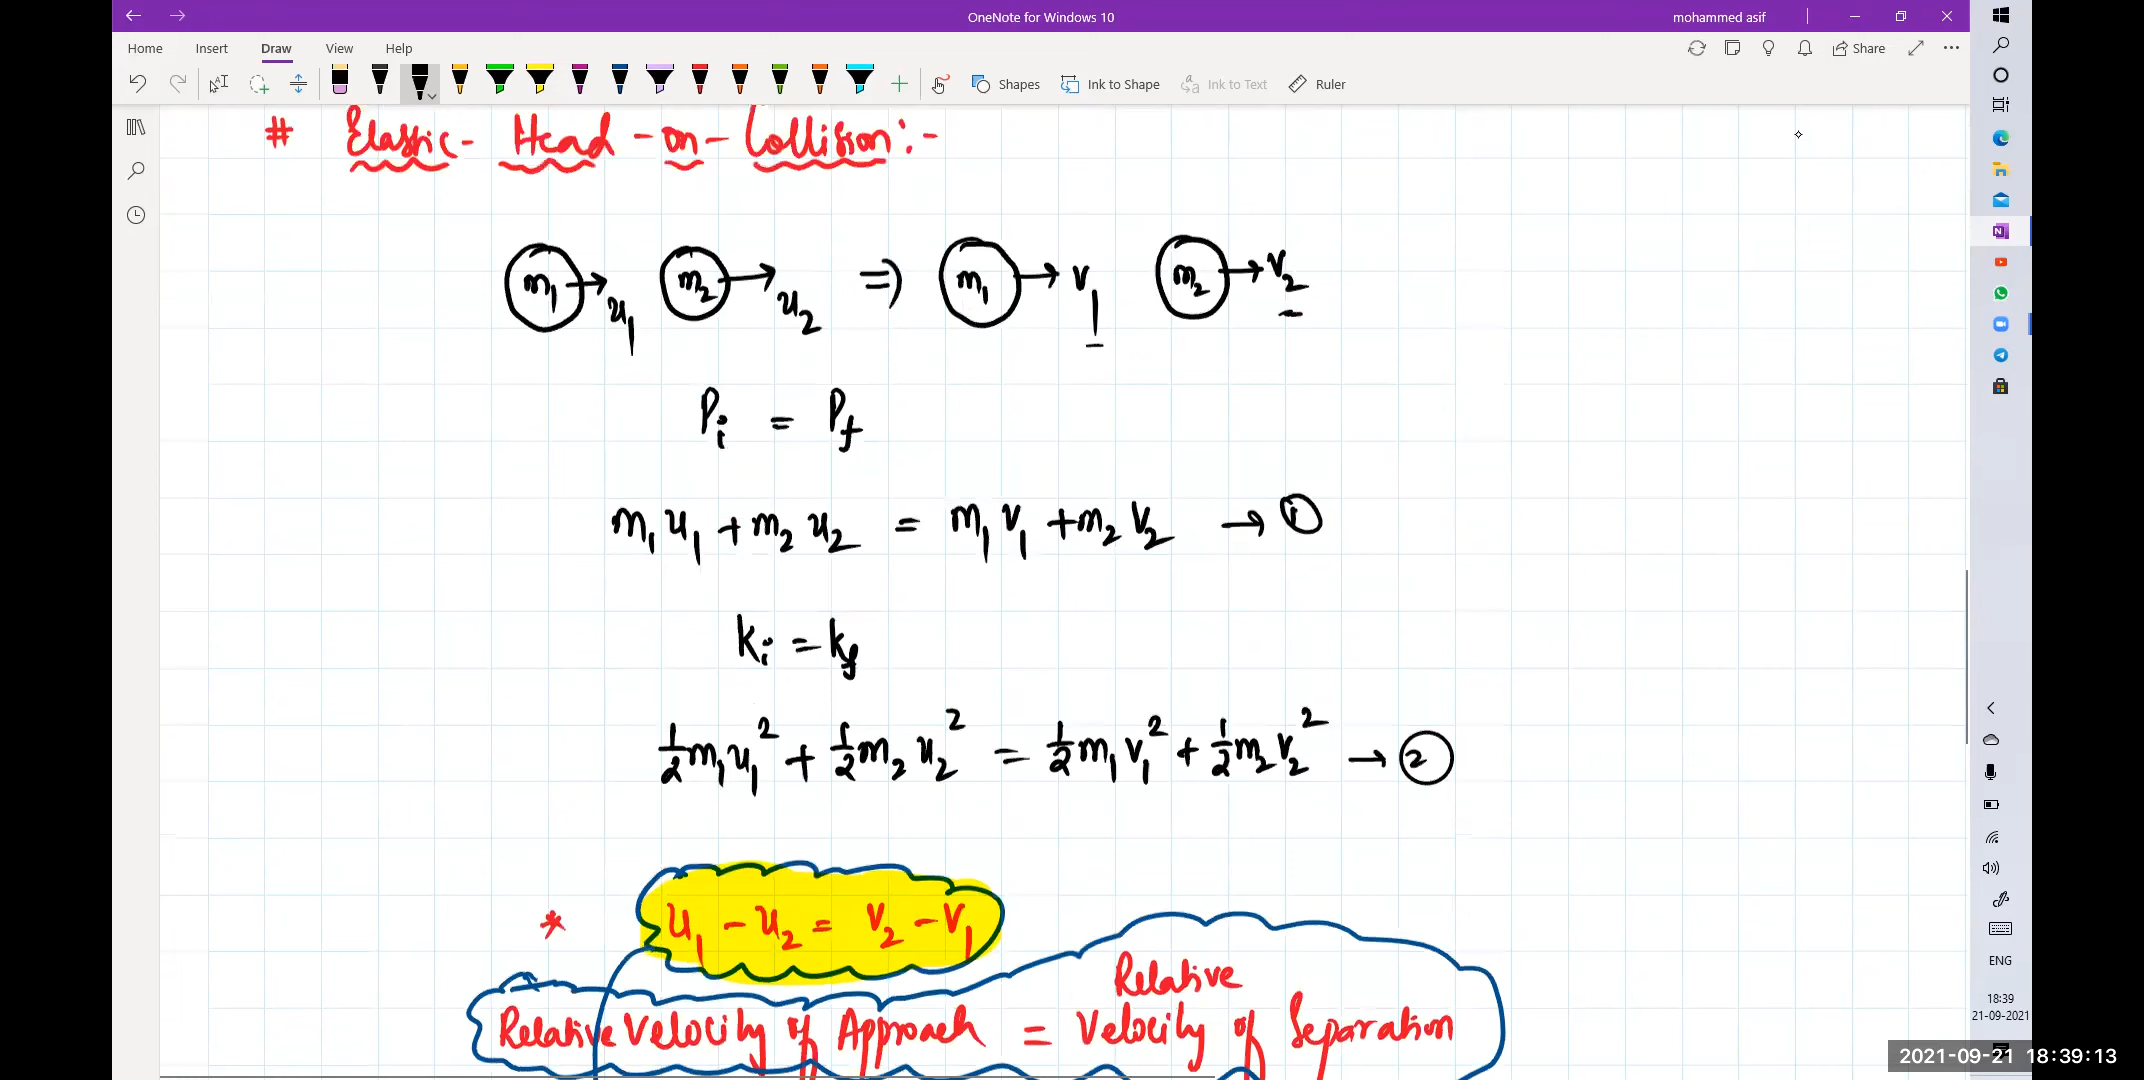 OneNote for Windows 10
mohammed asif
Home Insert Draw View Help
Share
Shapes Ink to Shape Ink to Text Ruler
# Elastic - Head - on - Collision :-
m₁ → u₁ m₂ → u₂ ⇒ m₁ → v₁ m₂ → v₂
Pᵢ = P_f
m₁u₁ + m₂u₂ = m₁v₁ + m₂v₂ → ①
kᵢ = k_f
½m₁u₁² + ½m₂u₂² = ½m₁v₁² + ½m₂v₂² → ②
* u₁ - u₂ = v₂ - v₁
Relative Velocity of Approach = Relative Velocity of Separation
ENG
18:39
21-09-2021
2021-09-21 18:39:13